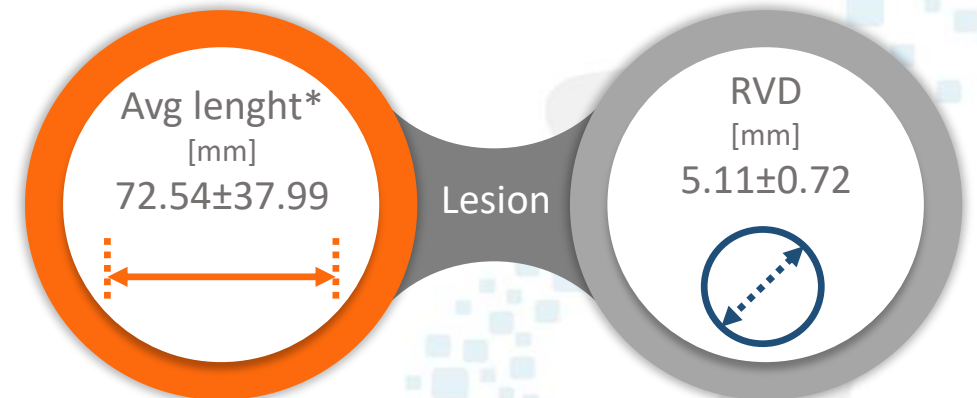 Avg lenght*
[mm]
72.54±37.99
Lesion
RVD
[mm]
5.11±0.72